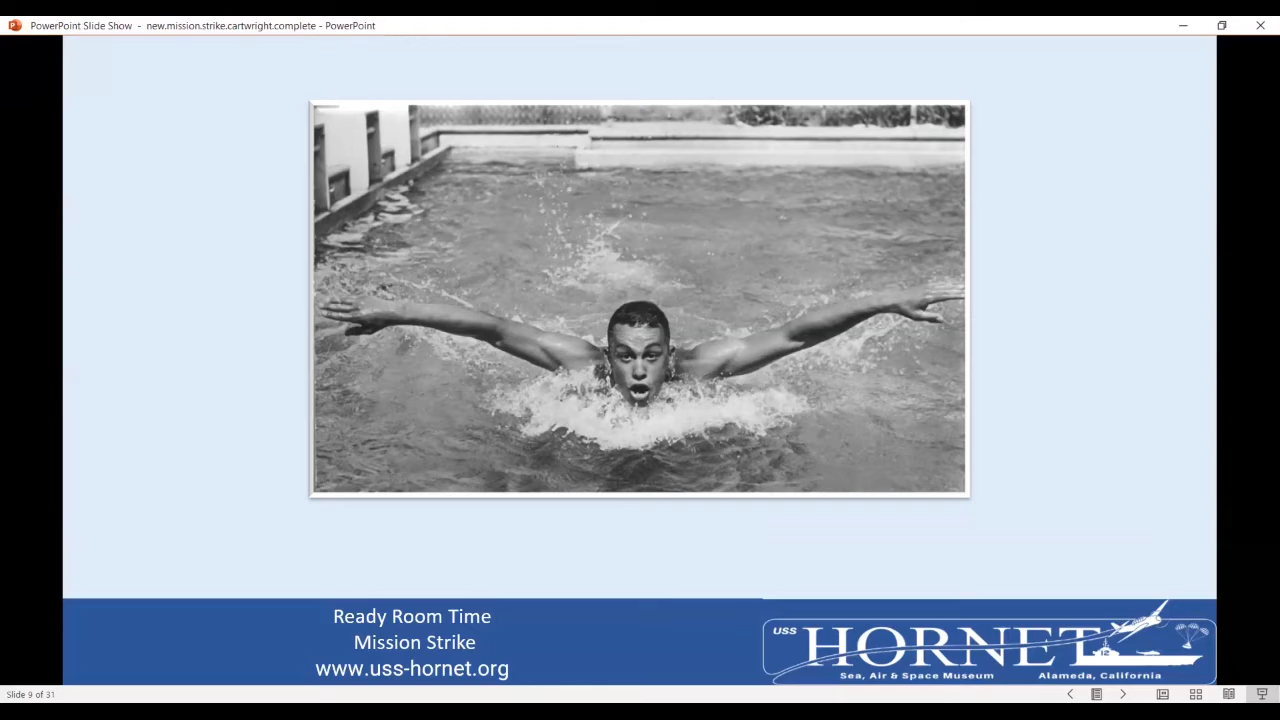 PowerPoint Slide Show - new.mission.strike.cartwright.complete - PowerPoint
Ready Room Time
Mission Strike
www.uss-hornet.org
USS HORNET
Sea, Air & Space Museum Alameda, California
Slide 9 of 31